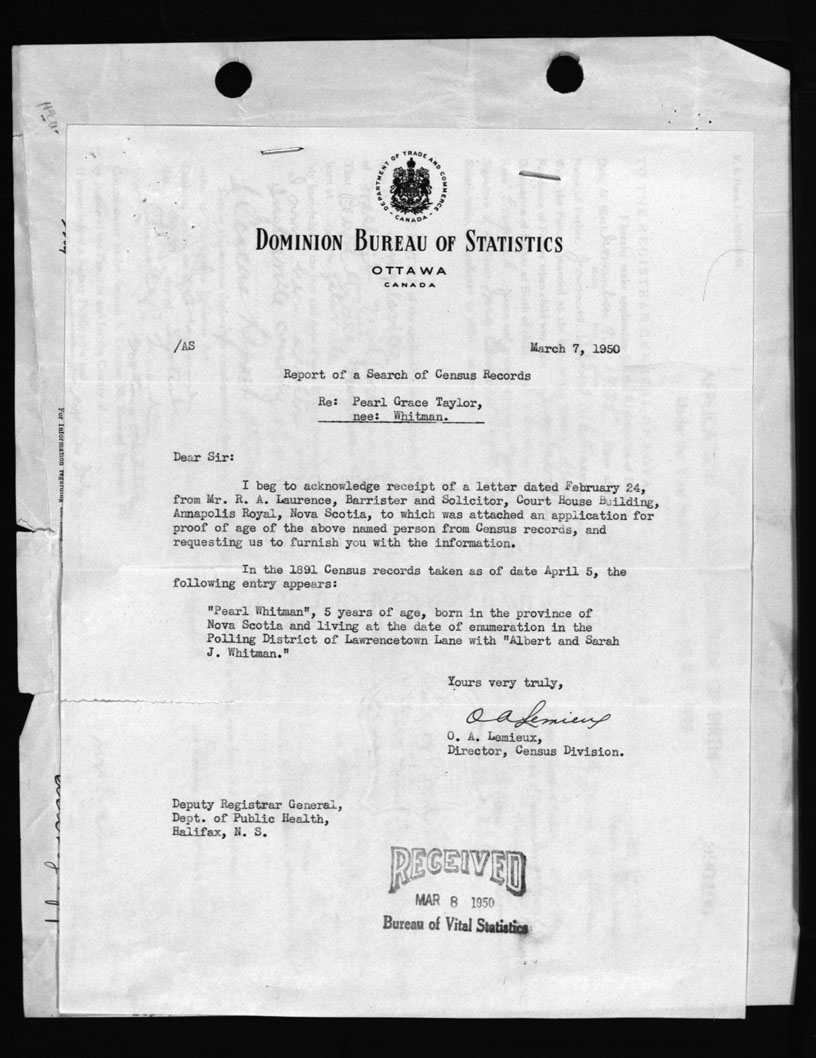 DEPARTMENT OF TRADE AND COMMERCE
CANADA
DOMINION BUREAU OF STATISTICS
OTTAWA
CANADA
/AS
March 7, 1950
Report of a Search of Census Records
Re: Pearl Grace Taylor,
nee: Whitman.
Dear Sir:
I beg to acknowledge receipt of a letter dated February 24,
from Mr. R. A. Laurence, Barrister and Solicitor, Court House Building,
Annapolis Royal, Nova Scotia, to which was attached an application for
proof of age of the above named person from Census records, and
requesting us to furnish you with the information.
In the 1891 Census records taken as of date April 5, the
following entry appears:
"Pearl Whitman", 5 years of age, born in the province of
Nova Scotia and living at the date of enumeration in the
Polling District of Lawrencetown Lane with "Albert and Sarah
J. Whitman."
Yours very truly,
O A Lemieux
O. A. Lemieux,
Director, Census Division.
Deputy Registrar General,
Dept. of Public Health,
Halifax, N. S.
RECEIVED
MAR 8 1950
Bureau of Vital Statistics
For Information regarding